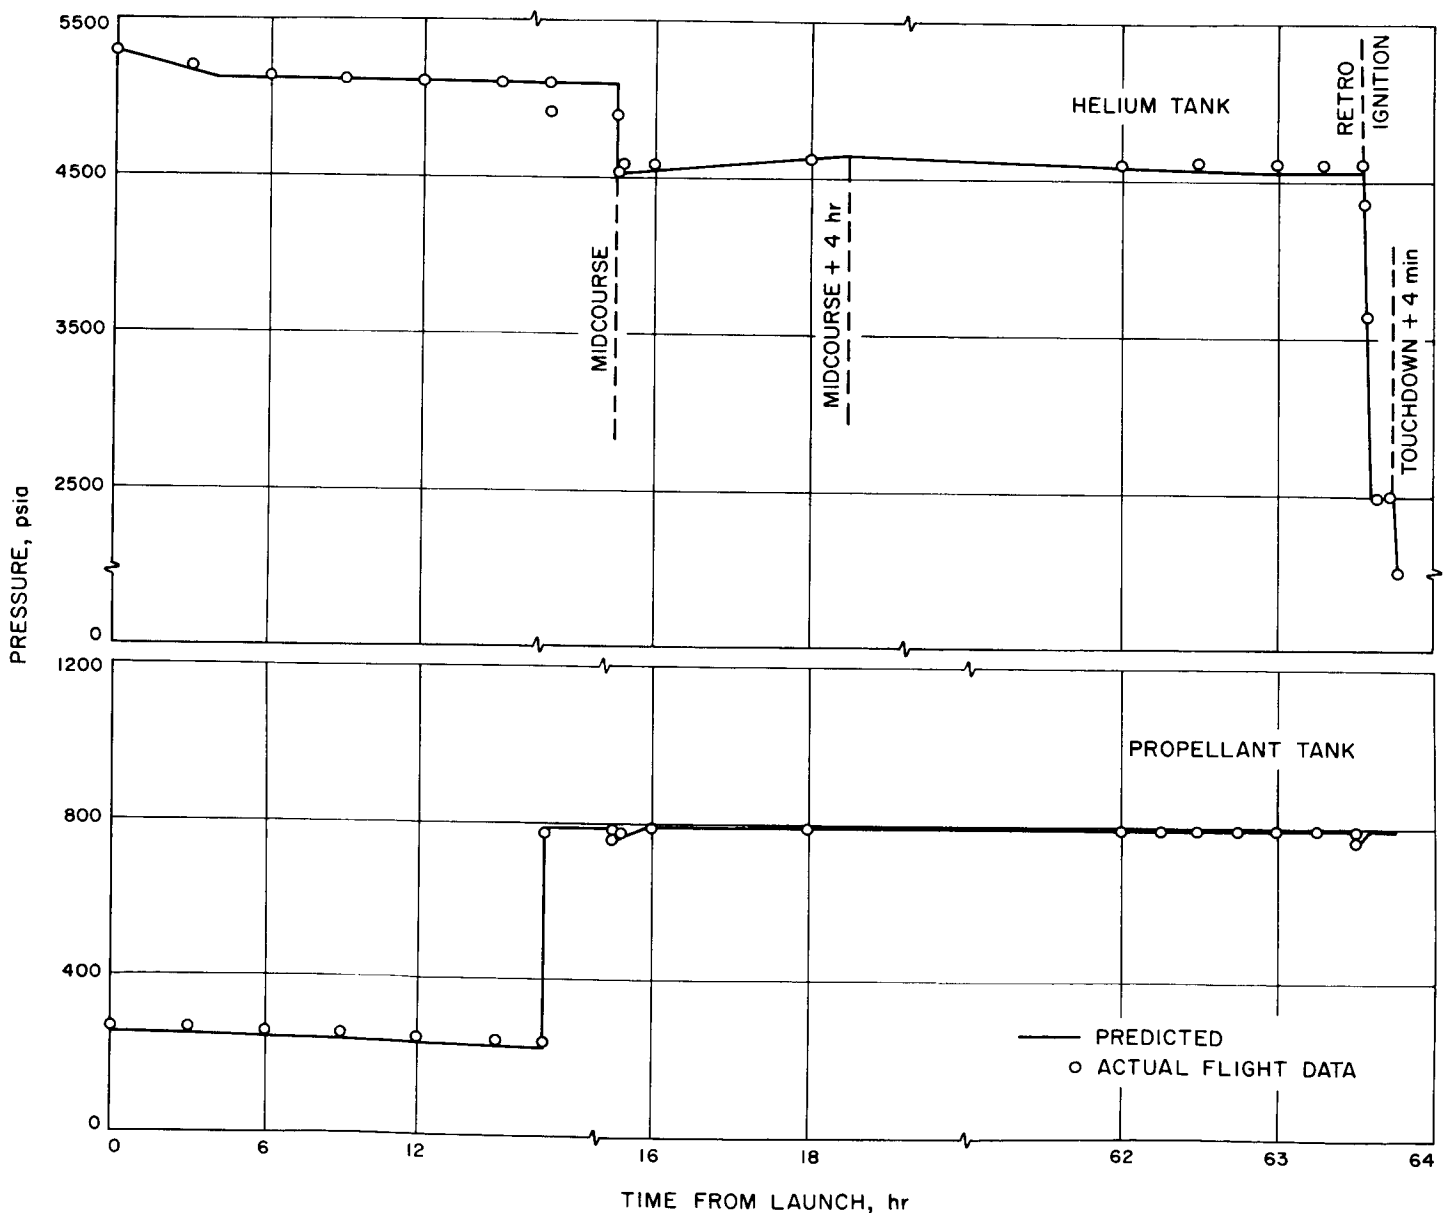 5500
4500
3500
2500
0
HELIUM TANK
RETRO
IGNITION
MIDCOURSE
MIDCOURSE + 4 hr
TOUCHDOWN + 4 min
PRESSURE, psia
1200
800
400
0
PROPELLANT TANK
PREDICTED
ACTUAL FLIGHT DATA
0 6 12 16 18 62 63 64
TIME FROM LAUNCH, hr